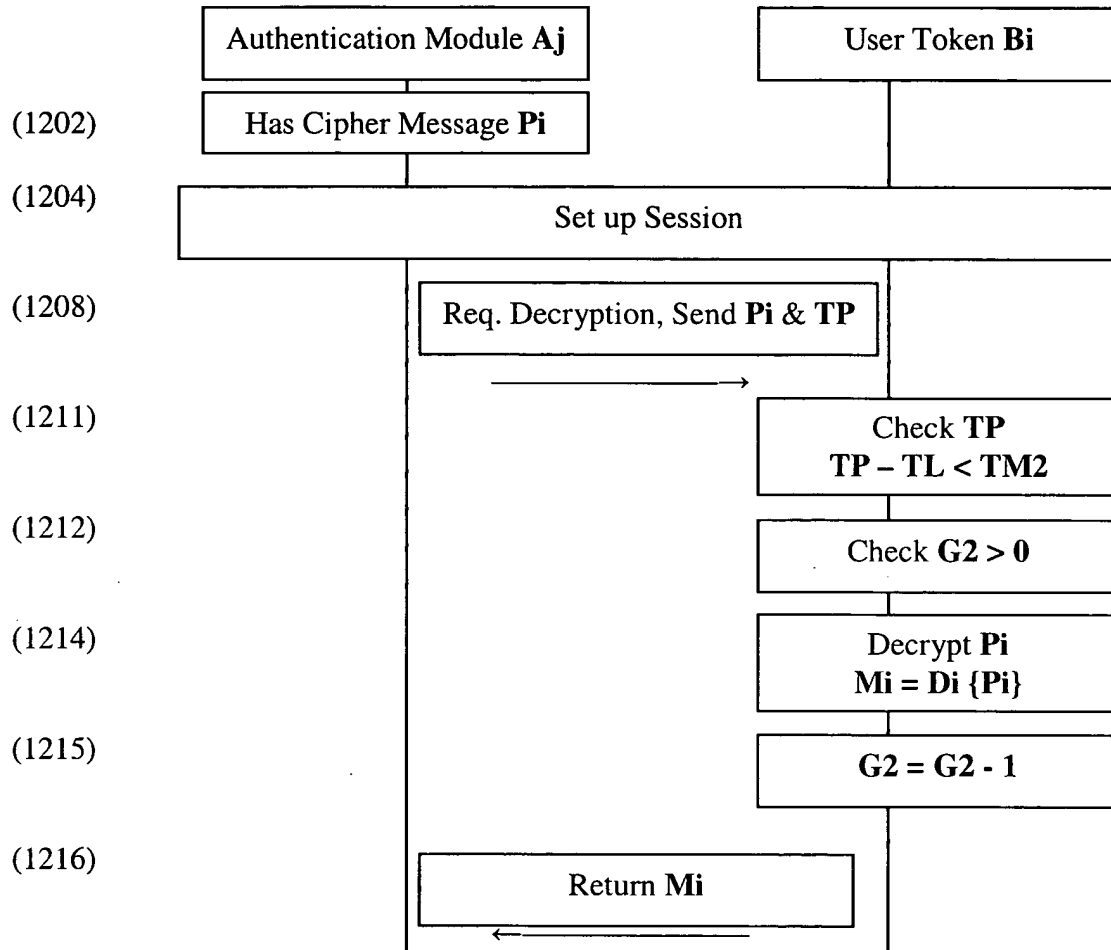 Authentication Module Aj
User Token Bi
(1202)
Has Cipher Message Pi
(1204)
Set up Session
(1208)
Req. Decryption, Send Pi & TP
(1211)
Check TP
TP – TL < TM2
(1212)
Check G2 > 0
(1214)
Decrypt Pi
Mi = Di {Pi}
(1215)
G2 = G2 - 1
(1216)
Return Mi